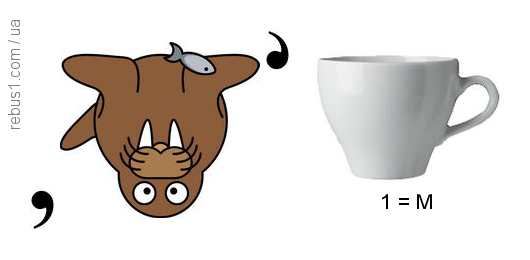 rebus1.com/ua
,
,
1 = М